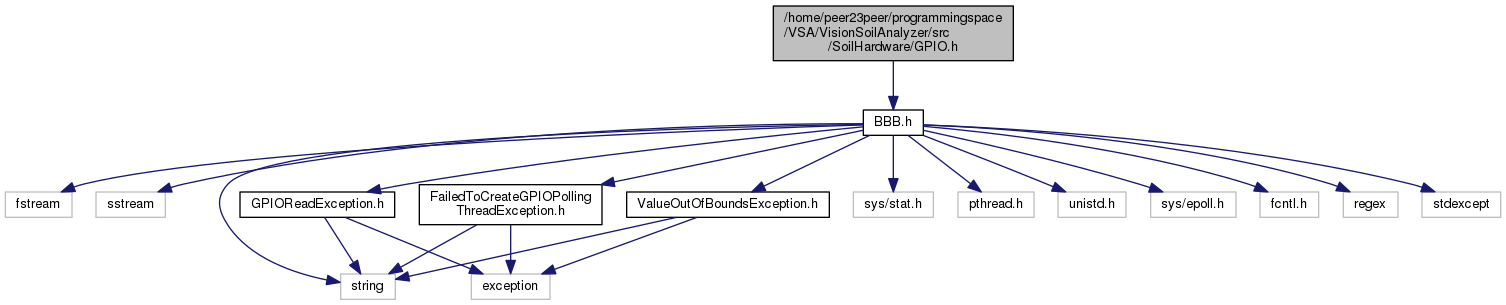 /home/peer23peer/programmingspace
/VSA/VisionSoilAnalyzer/src
/SoilHardware/GPIO.h
BBB.h
fstream
sstream
GPIOReadException.h
FailedToCreateGPIOPolling
ThreadException.h
ValueOutOfBoundsException.h
sys/stat.h
pthread.h
unistd.h
sys/epoll.h
fcntl.h
regex
stdexcept
string
exception